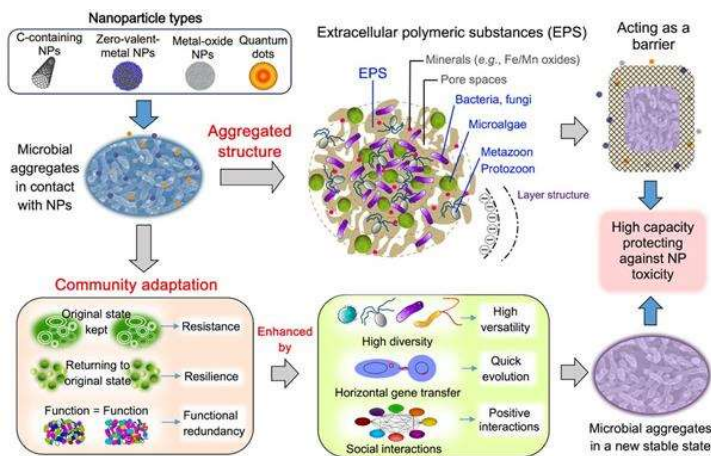 Nanoparticle types
C-containing NPs
Zero-valent-metal NPs
Metal-oxide NPs
Quantum dots
Microbial aggregates in contact with NPs
Aggregated structure
Extracellular polymeric substances (EPS)
EPS
Minerals (e.g., Fe/Mn oxides)
Pore spaces
Bacteria, fungi
Microalgae
Metazoon
Protozoon
Layer structure
Acting as a barrier
High capacity protecting against NP toxicity
Community adaptation
Original state kept
Resistance
Returning to original state
Resilience
Function = Function
Functional redundancy
Enhanced by
High diversity
High versatility
Horizontal gene transfer
Quick evolution
Social interactions
Positive interactions
Microbial aggregates in a new stable state